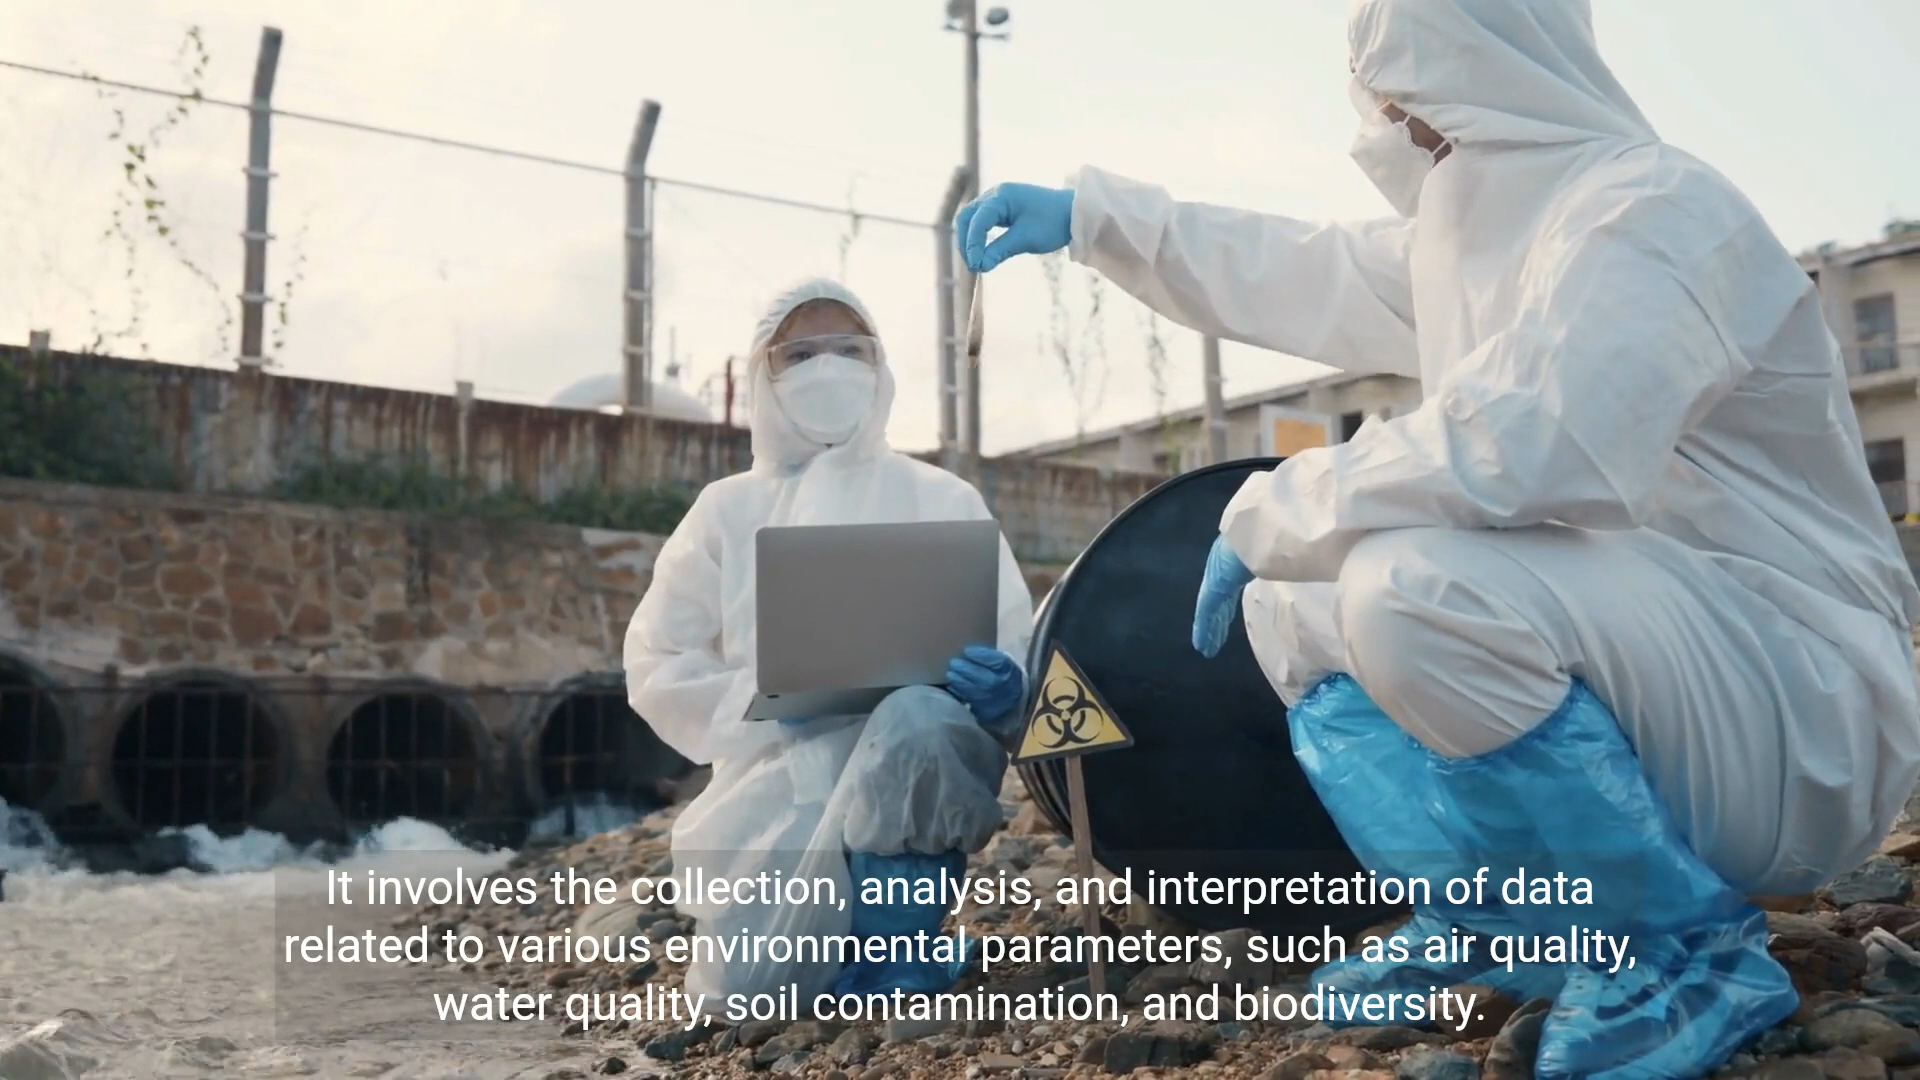 It involves the collection, analysis, and interpretation of data
related to various environmental parameters, such as air quality,
water quality, soil contamination, and biodiversity.